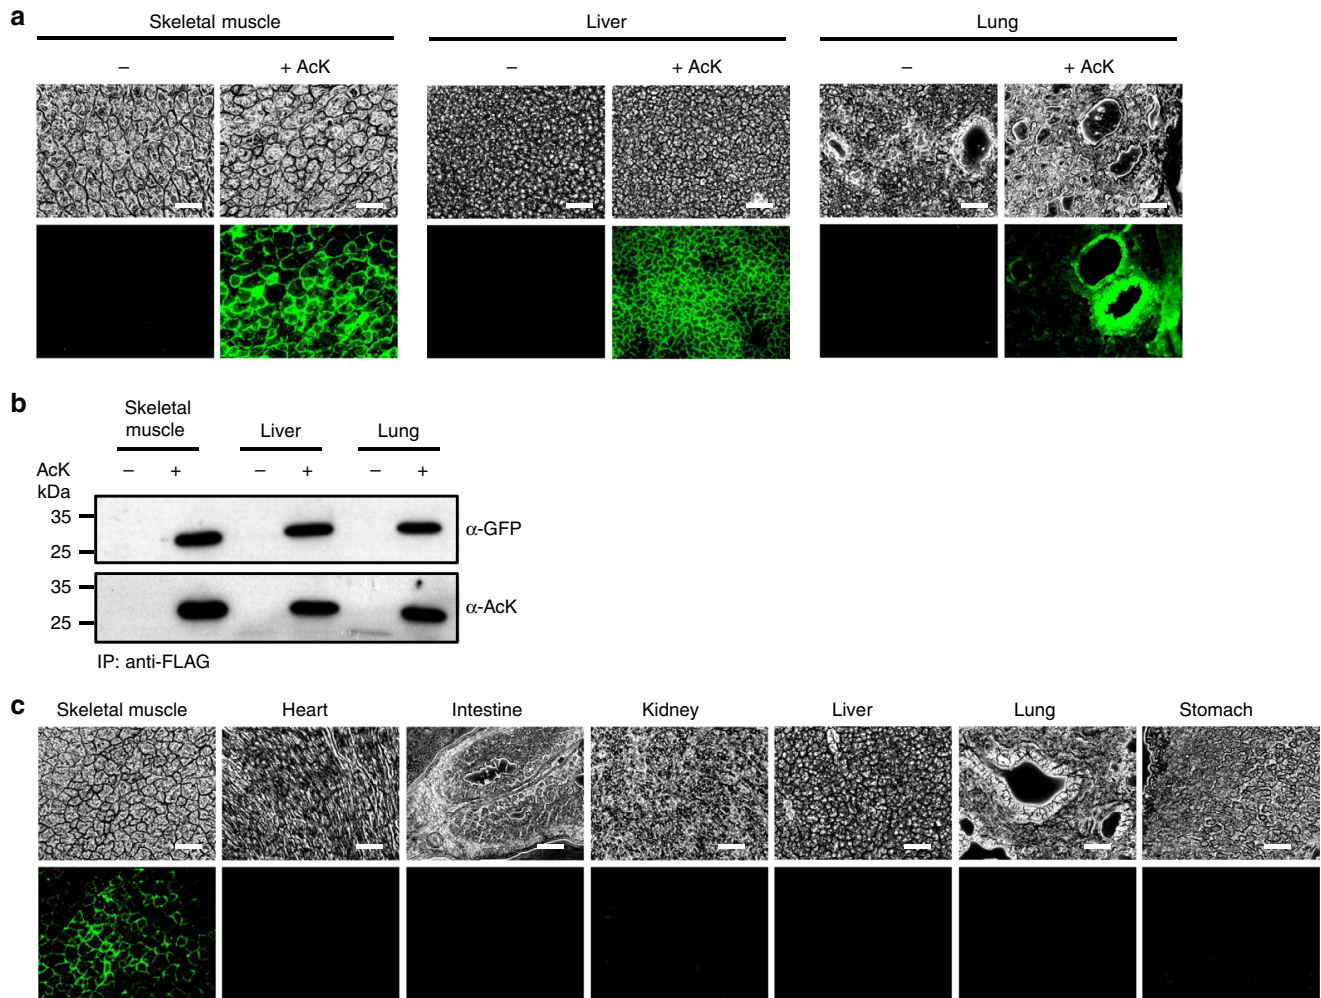 a
Skeletal muscle
Liver
Lung
–
+ AcK
–
+ AcK
–
+ AcK
b
Skeletal
muscle
Liver
Lung
AcK
–
+
–
+
–
+
kDa
35
25
α-GFP
35
25
α-AcK
IP: anti-FLAG
c
Skeletal muscle
Heart
Intestine
Kidney
Liver
Lung
Stomach